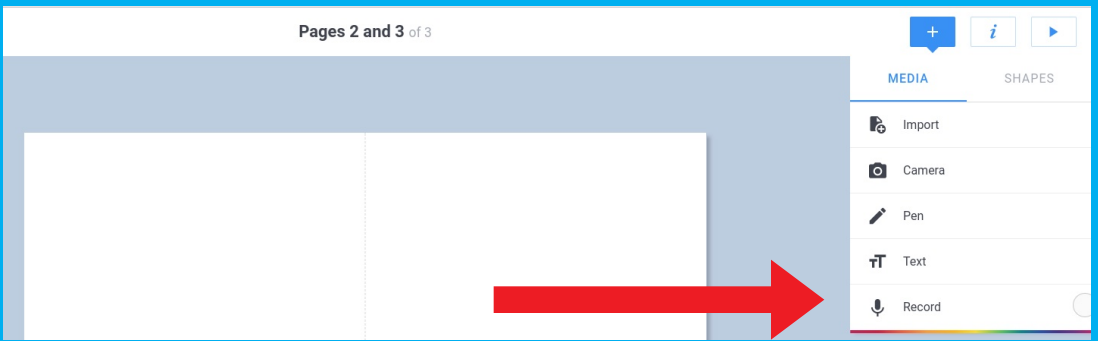 Pages 2 and 3 of 3
i
MEDIA SHAPES
Import
Camera
Pen
Text
Record